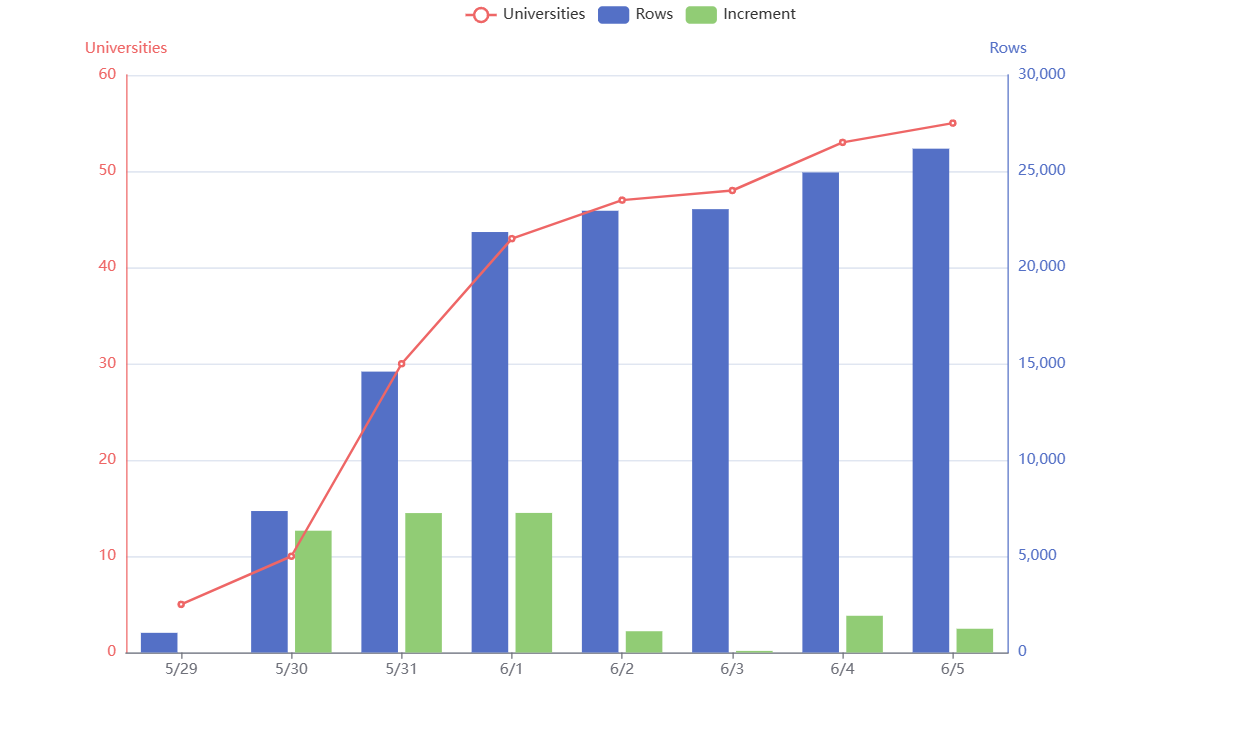 Universities Rows Increment
Universities Rows
60 30,000
50 25,000
40 20,000
30 15,000
20 10,000
10 5,000
0 0
5/29 5/30 5/31 6/1 6/2 6/3 6/4 6/5